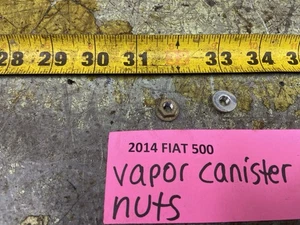 28 29 30 31 33 34
2014 FIAT 500
vapor canister
nuts